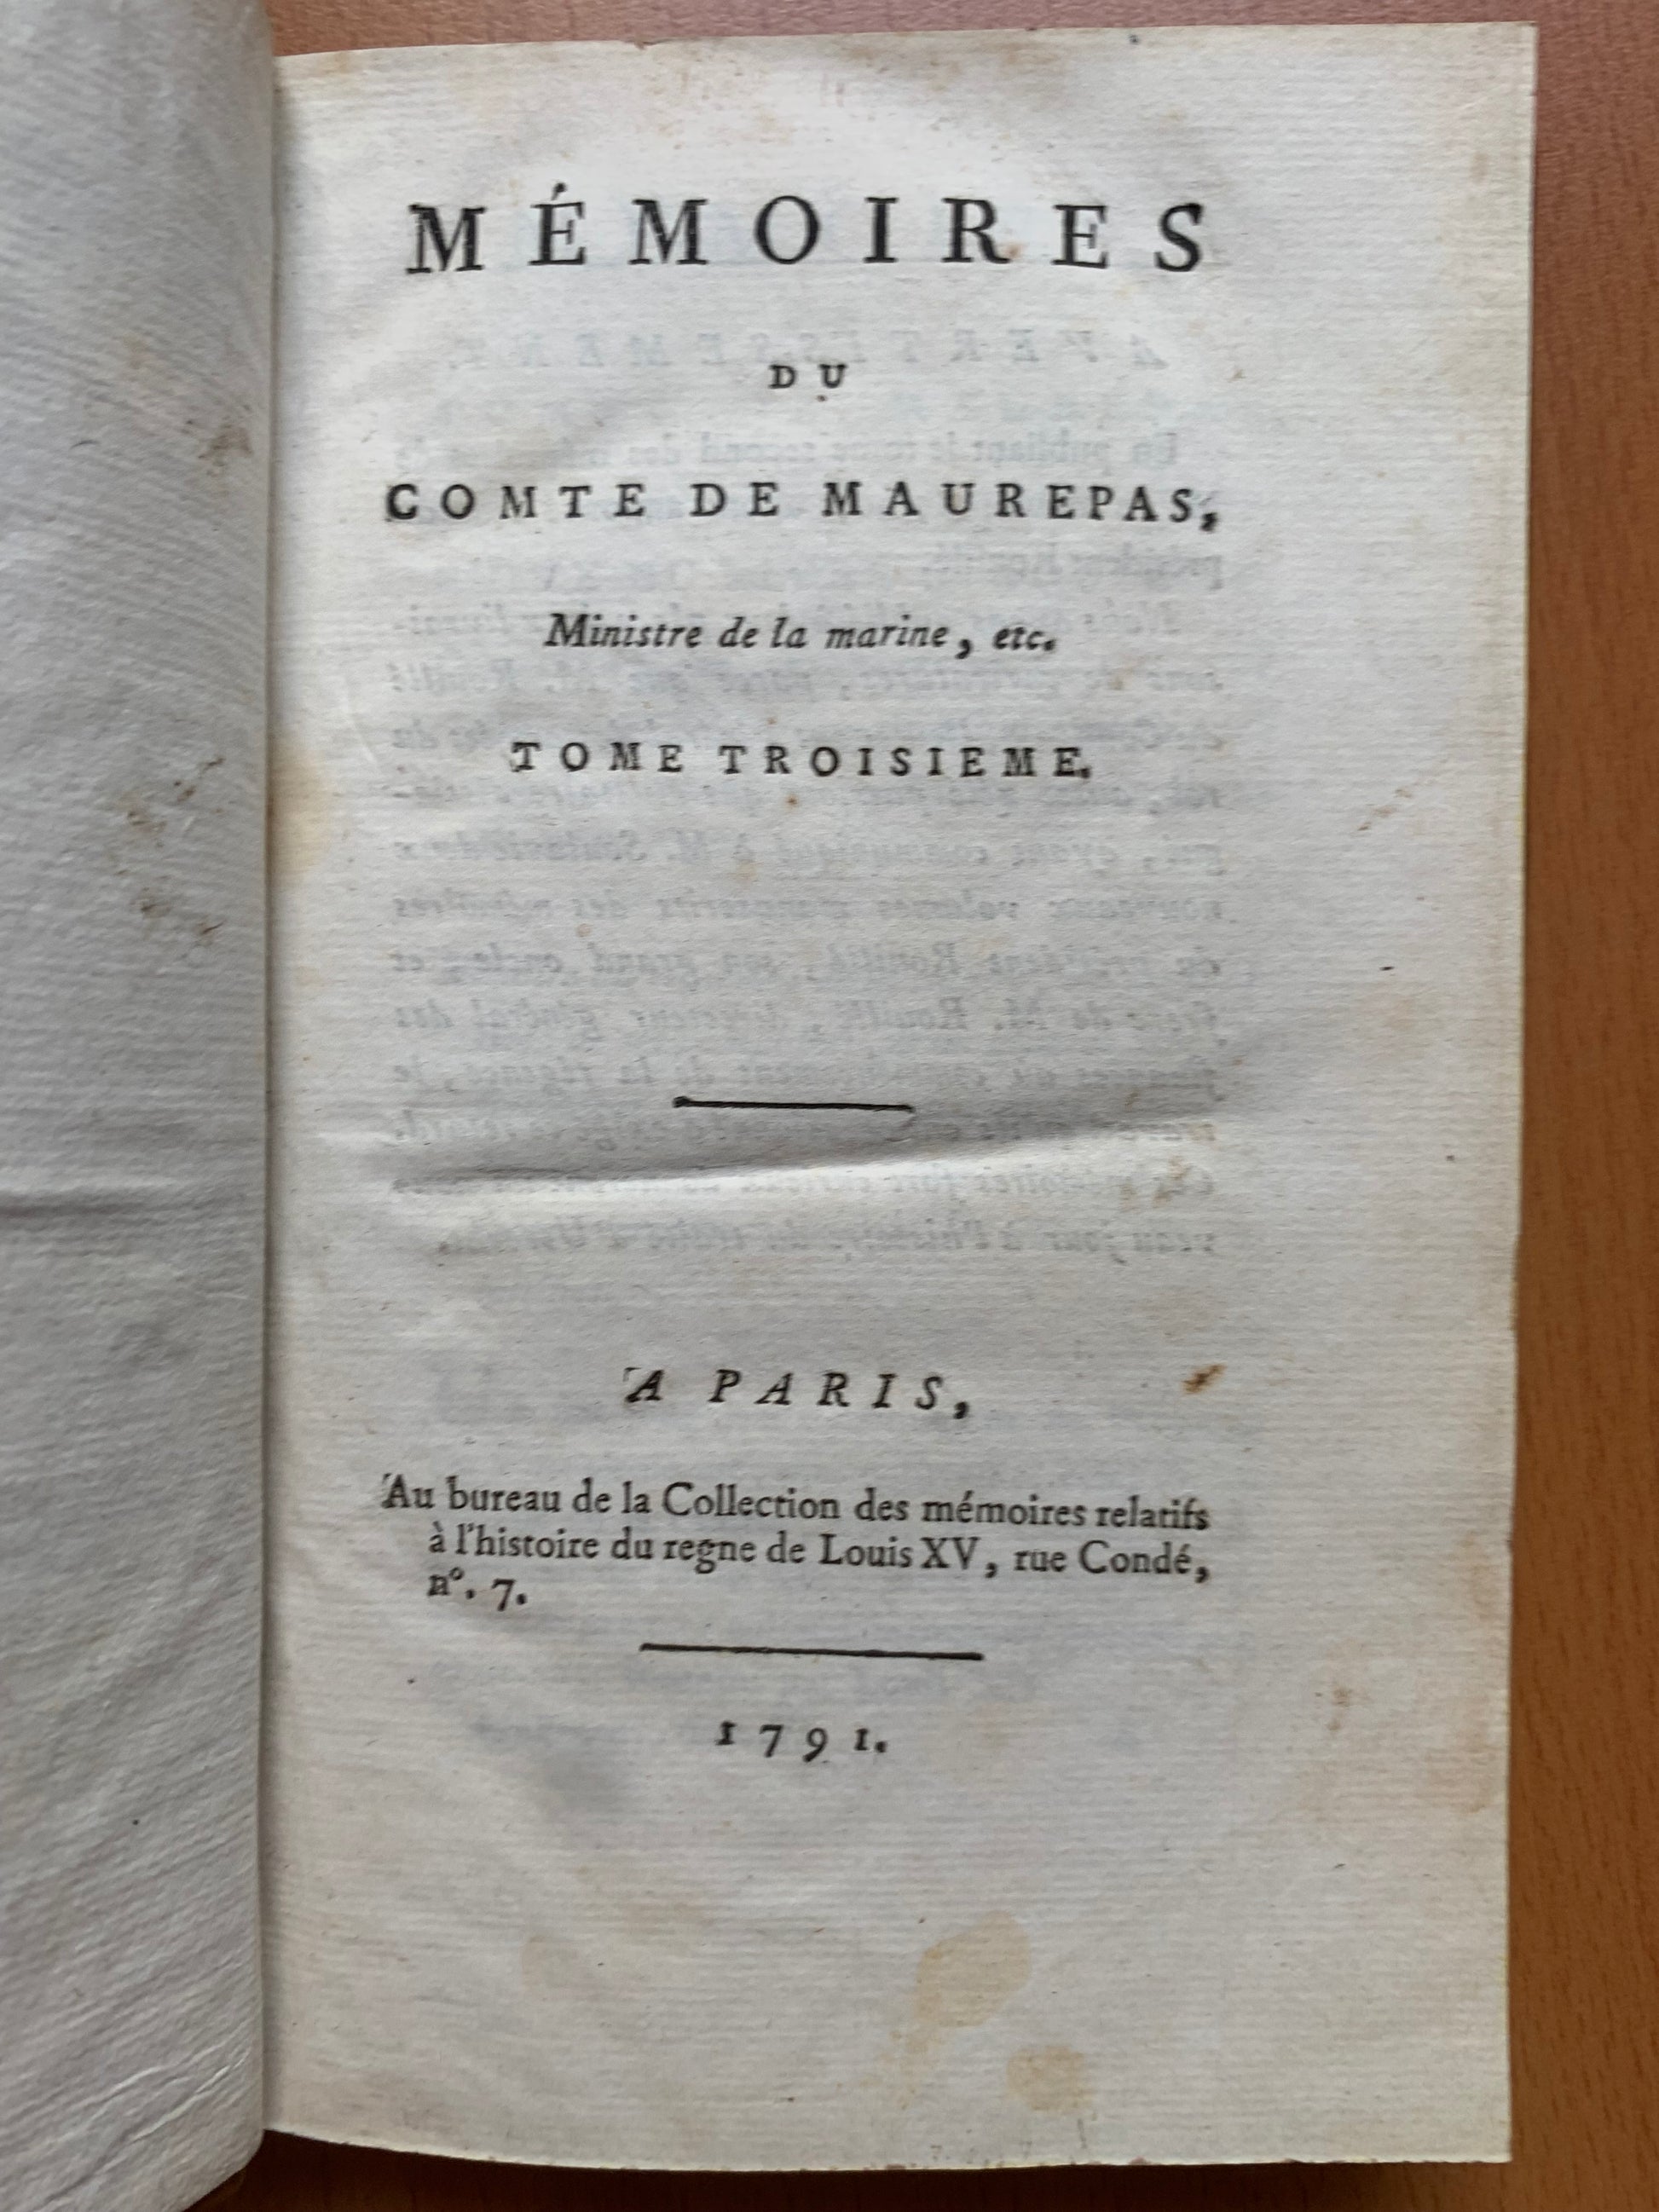 MÉMOIRES
DU
COMTE DE MAUREPAS,
Ministre de la marine, etc.
TOME TROISIEME.
A PARIS,
Au bureau de la Collection des mémoires relatifs
à l'histoire du regne de Louis XV, rue Condé,
nº. 7.
1791.